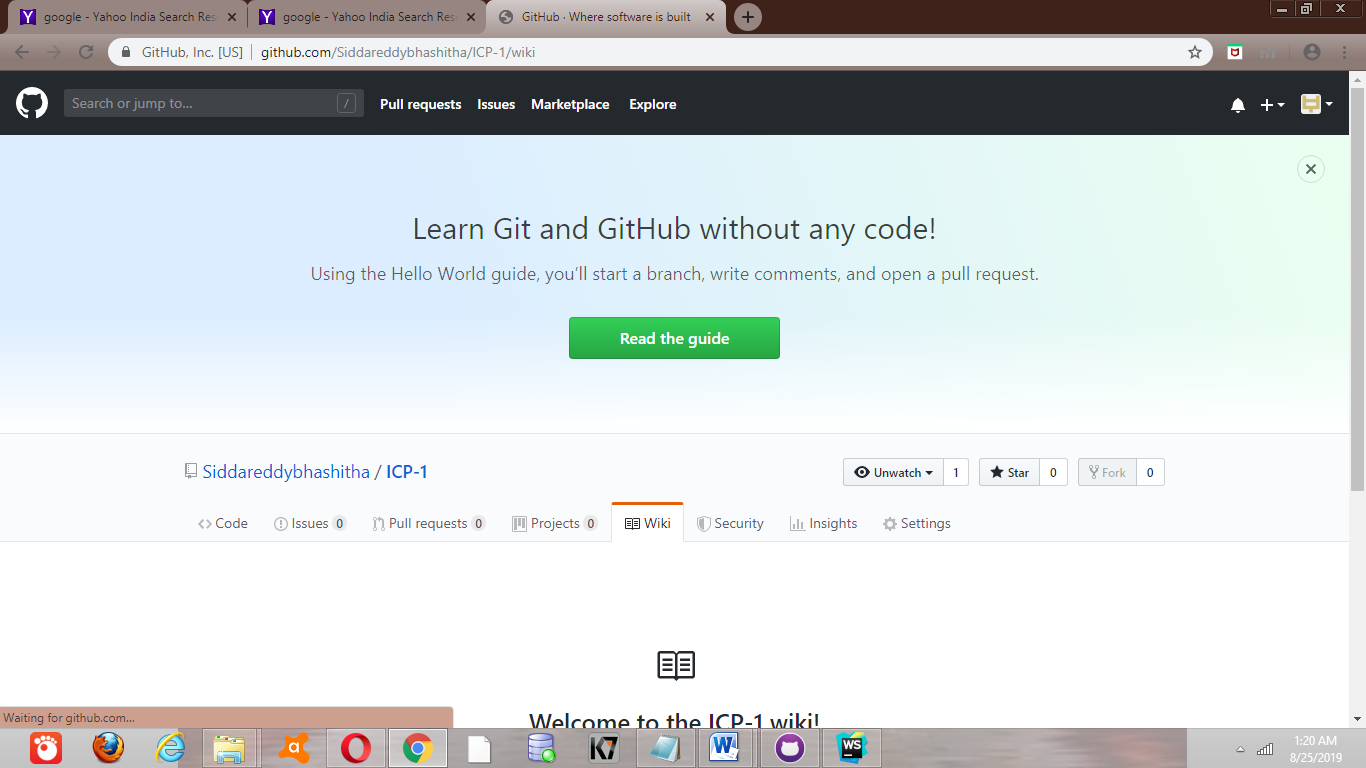 google - Yahoo India Search Res
google - Yahoo India Search Res
GitHub · Where software is built
GitHub, Inc. [US]
github.com/Siddareddybhashitha/ICP-1/wiki
Search or jump to...
/
Pull requests
Issues
Marketplace
Explore
Learn Git and GitHub without any code!
Using the Hello World guide, you’ll start a branch, write comments, and open a pull request.
Read the guide
Siddareddybhashitha / ICP-1
Unwatch
1
Star
0
Fork
0
Code
Issues 0
Pull requests 0
Projects 0
Wiki
Security
Insights
Settings
Welcome to the ICP-1 wiki!
Waiting for github.com...
K7
W
WS
1:20 AM
8/25/2019